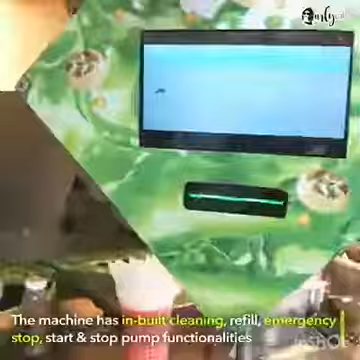 The machine has in-built cleaning, refill, emergency
stop, start & stop pump functionalities